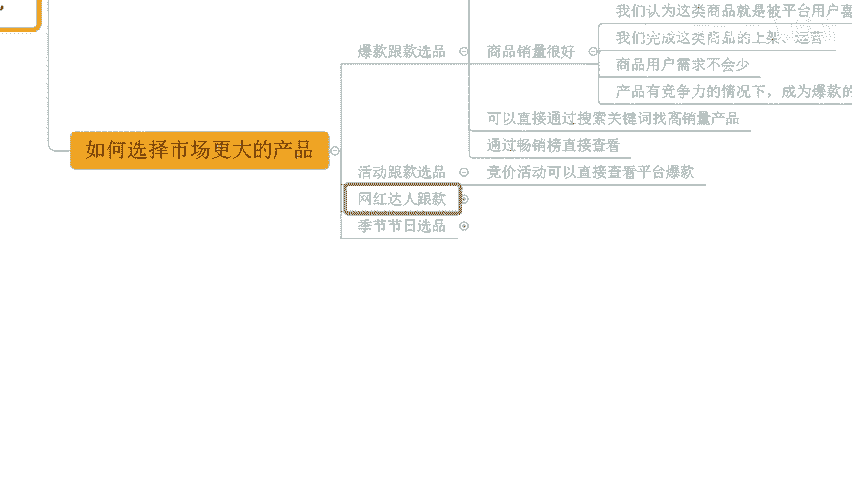 我们认为这类商品就是被平台用户
爆款跟款选品
商品销量很好
我们完成这类商品的上架、运营
商品用户需求不会少
产品有竞争力的情况下，成为爆款的
可以直接通过搜索关键词找高销量产品
如何选择市场更大的产品
通过畅销榜直接查看
活动跟款选品
竞价活动可以直接查看平台爆款
网红达人跟款
季节节日选品